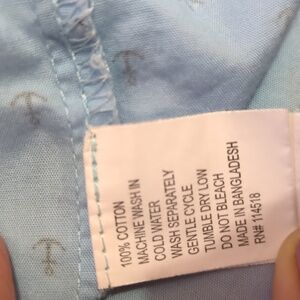 100% COTTON
MACHINE WASH IN
COLD WATER
WASH SEPARATELY
GENTLE CYCLE
TUMBLE DRY LOW
DO NOT BLEACH
MADE IN BANGLADESH
RN# 114518